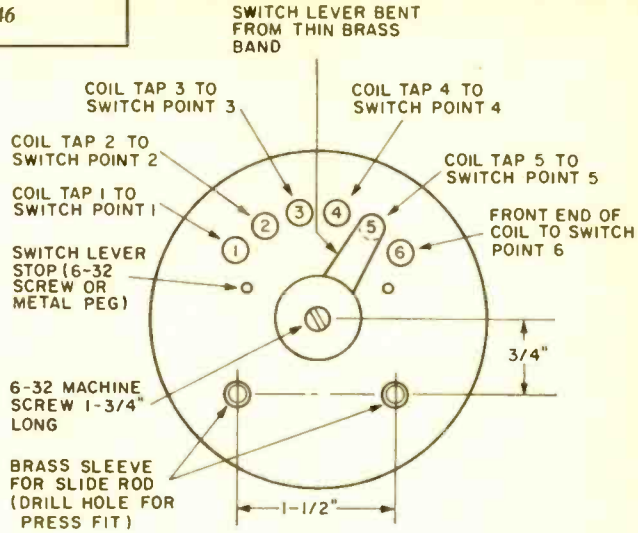 46
SWITCH LEVER BENT
FROM THIN BRASS
BAND
COIL TAP 3 TO
SWITCH POINT 3
COIL TAP 4 TO
SWITCH POINT 4
COIL TAP 2 TO
SWITCH POINT 2
COIL TAP 5 TO
SWITCH POINT 5
COIL TAP 1 TO
SWITCH POINT 1
FRONT END OF
COIL TO SWITCH
POINT 6
SWITCH LEVER
STOP (6-32
SCREW OR
METAL PEG)
1
2
3
4
5
6
3/4"
6-32 MACHINE
SCREW 1-3/4"
LONG
BRASS SLEEVE
FOR SLIDE ROD
(DRILL HOLE FOR
PRESS FIT)
1-1/2"